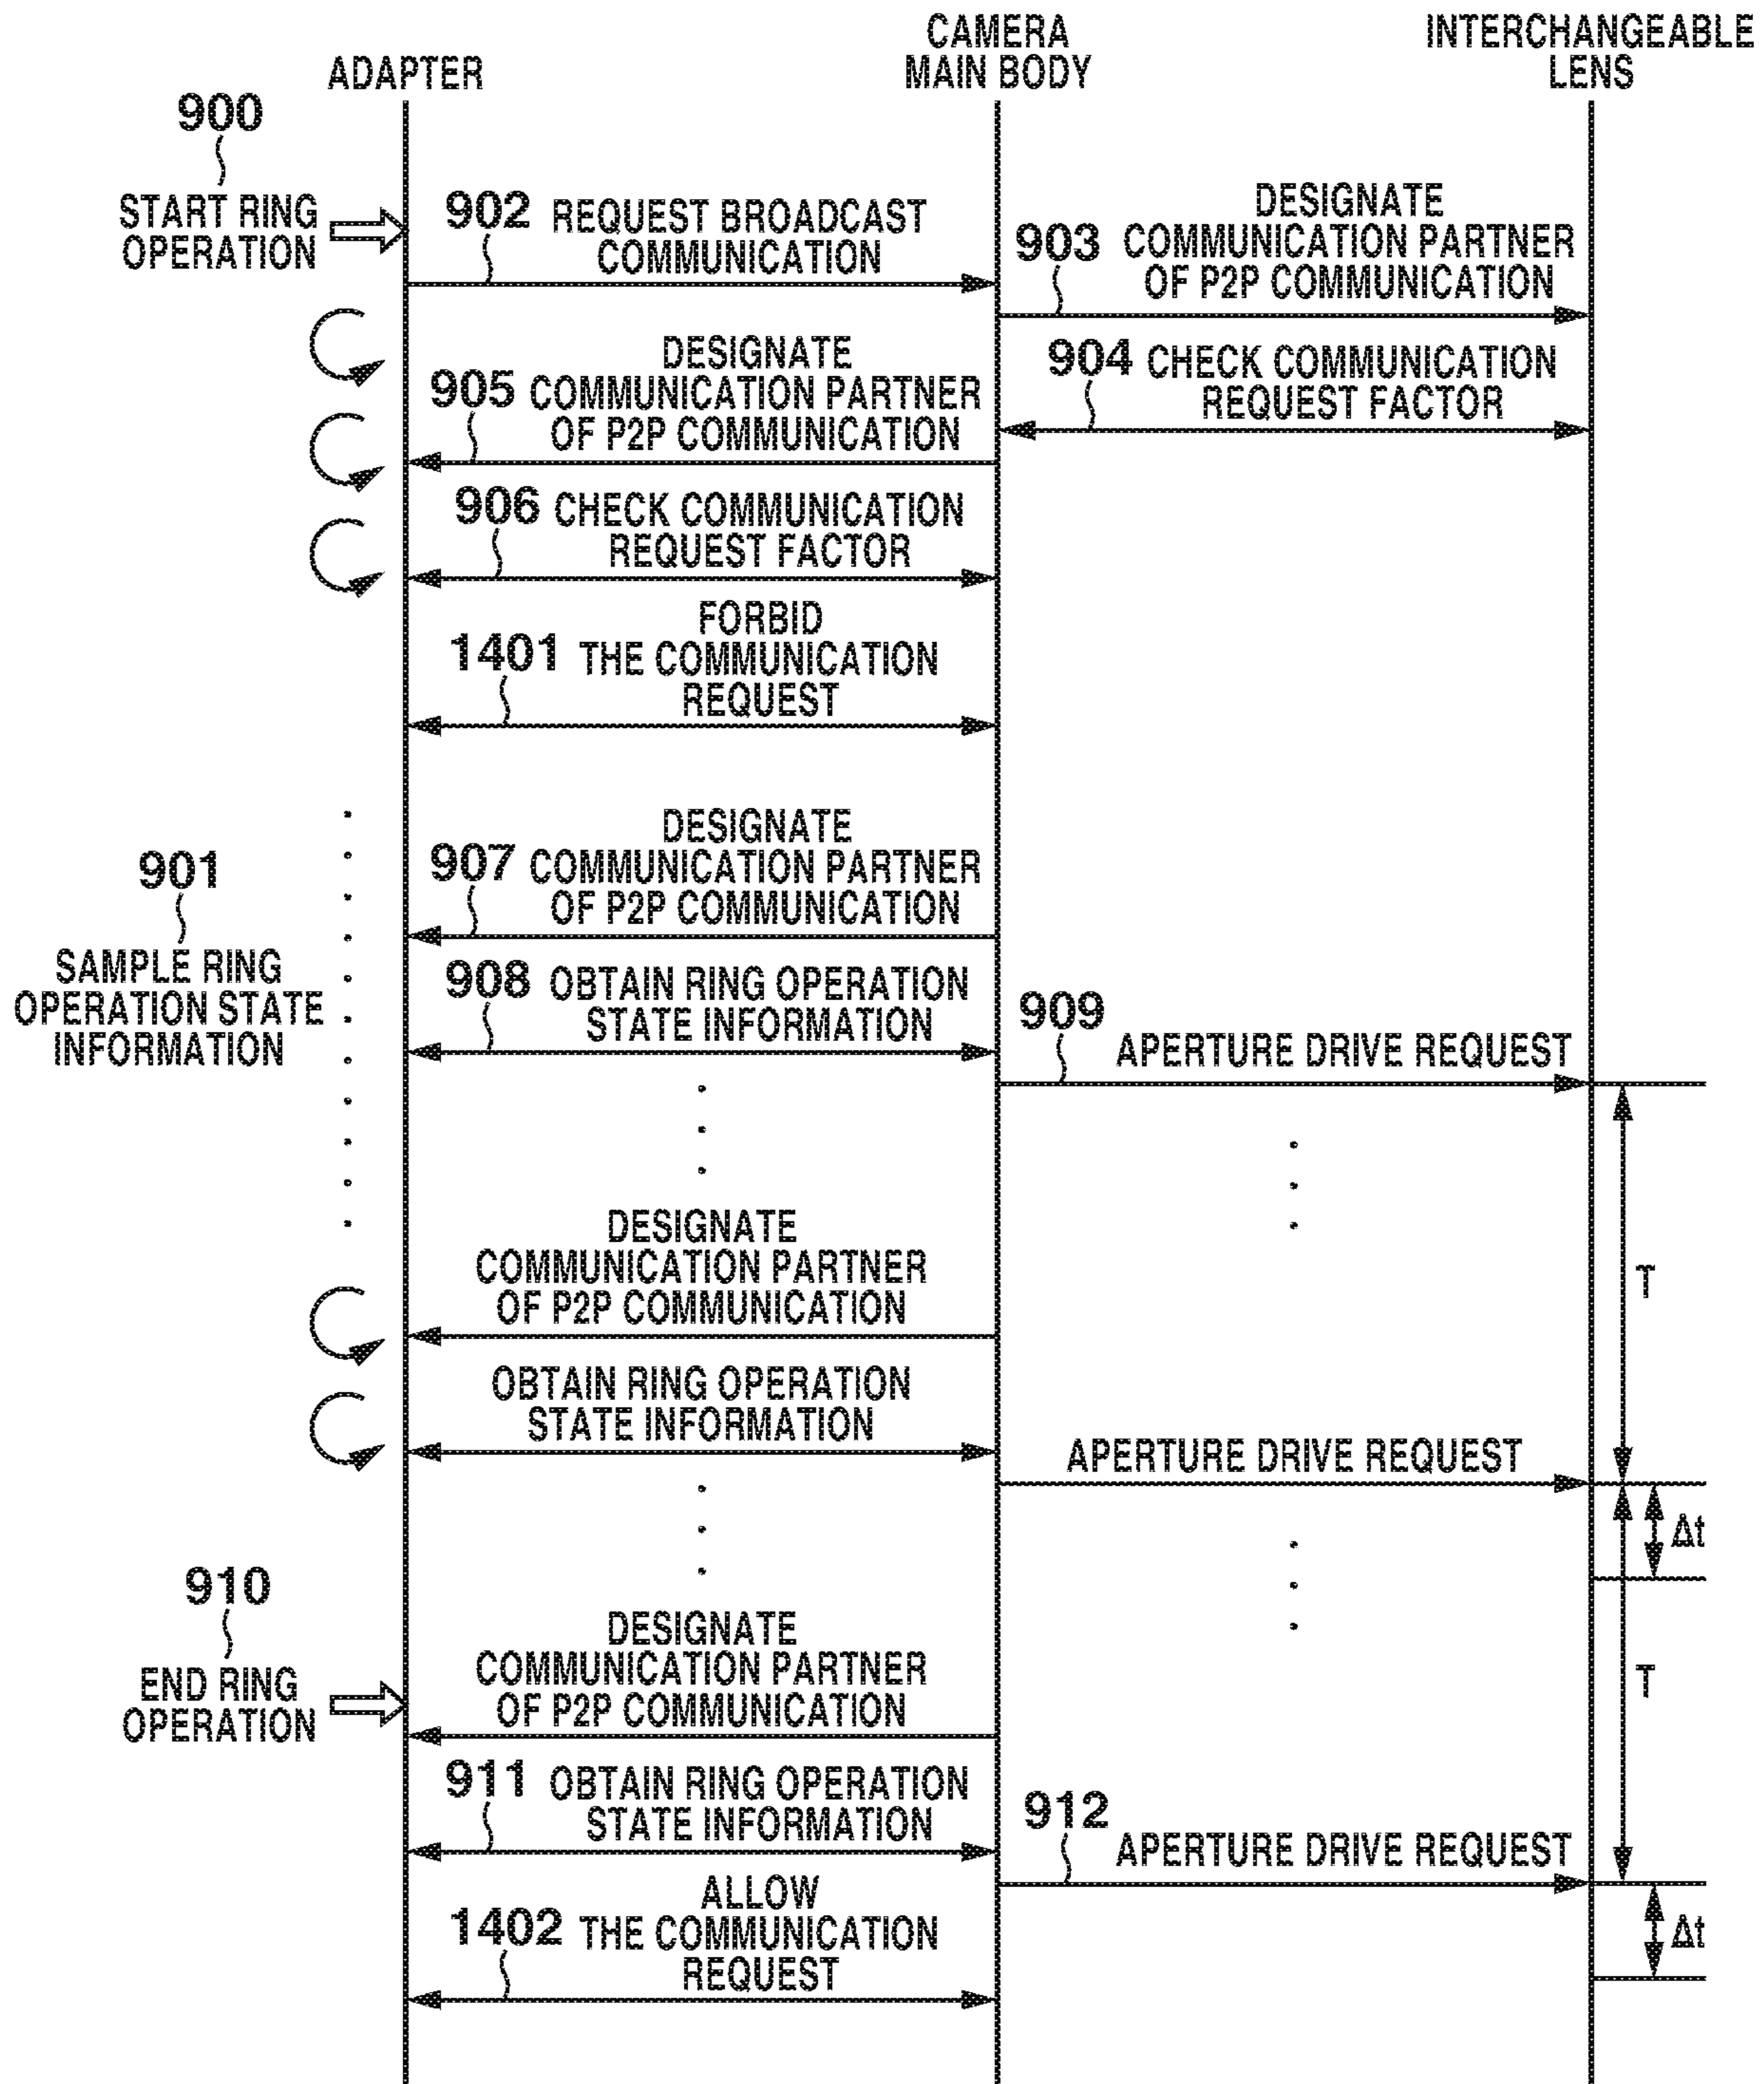 ADAPTER
CAMERA
MAIN BODY
INTERCHANGEABLE
LENS
900
START RING
OPERATION
902 REQUEST BROADCAST
COMMUNICATION
903
DESIGNATE
COMMUNICATION PARTNER
OF P2P COMMUNICATION
904 CHECK COMMUNICATION
REQUEST FACTOR
905
DESIGNATE
COMMUNICATION PARTNER
OF P2P COMMUNICATION
906 CHECK COMMUNICATION
REQUEST FACTOR
1401
FORBID
THE COMMUNICATION
REQUEST
901
SAMPLE RING
OPERATION STATE
INFORMATION
907
DESIGNATE
COMMUNICATION PARTNER
OF P2P COMMUNICATION
908 OBTAIN RING OPERATION
STATE INFORMATION
909
APERTURE DRIVE REQUEST
T
DESIGNATE
COMMUNICATION PARTNER
OF P2P COMMUNICATION
OBTAIN RING OPERATION
STATE INFORMATION
APERTURE DRIVE REQUEST
Δt
910
END RING
OPERATION
DESIGNATE
COMMUNICATION PARTNER
OF P2P COMMUNICATION
T
911 OBTAIN RING OPERATION
STATE INFORMATION
912
APERTURE DRIVE REQUEST
1402
ALLOW
THE COMMUNICATION
REQUEST
Δt